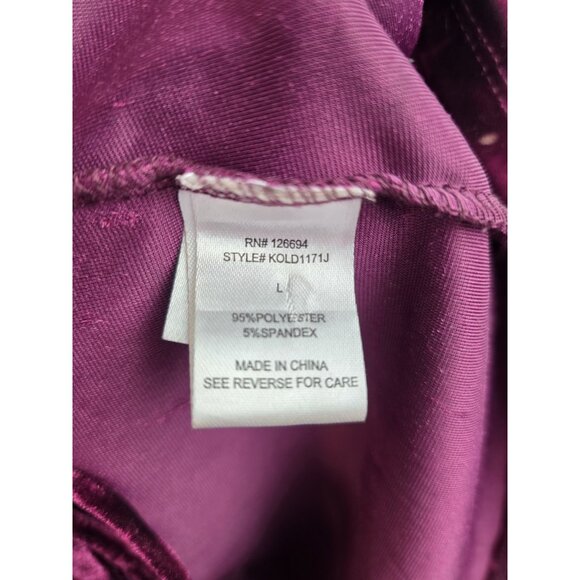 RN# 126694
STYLE# KOLD1171J
L
95%POLYESTER
5%SPANDEX
MADE IN CHINA
SEE REVERSE FOR CARE